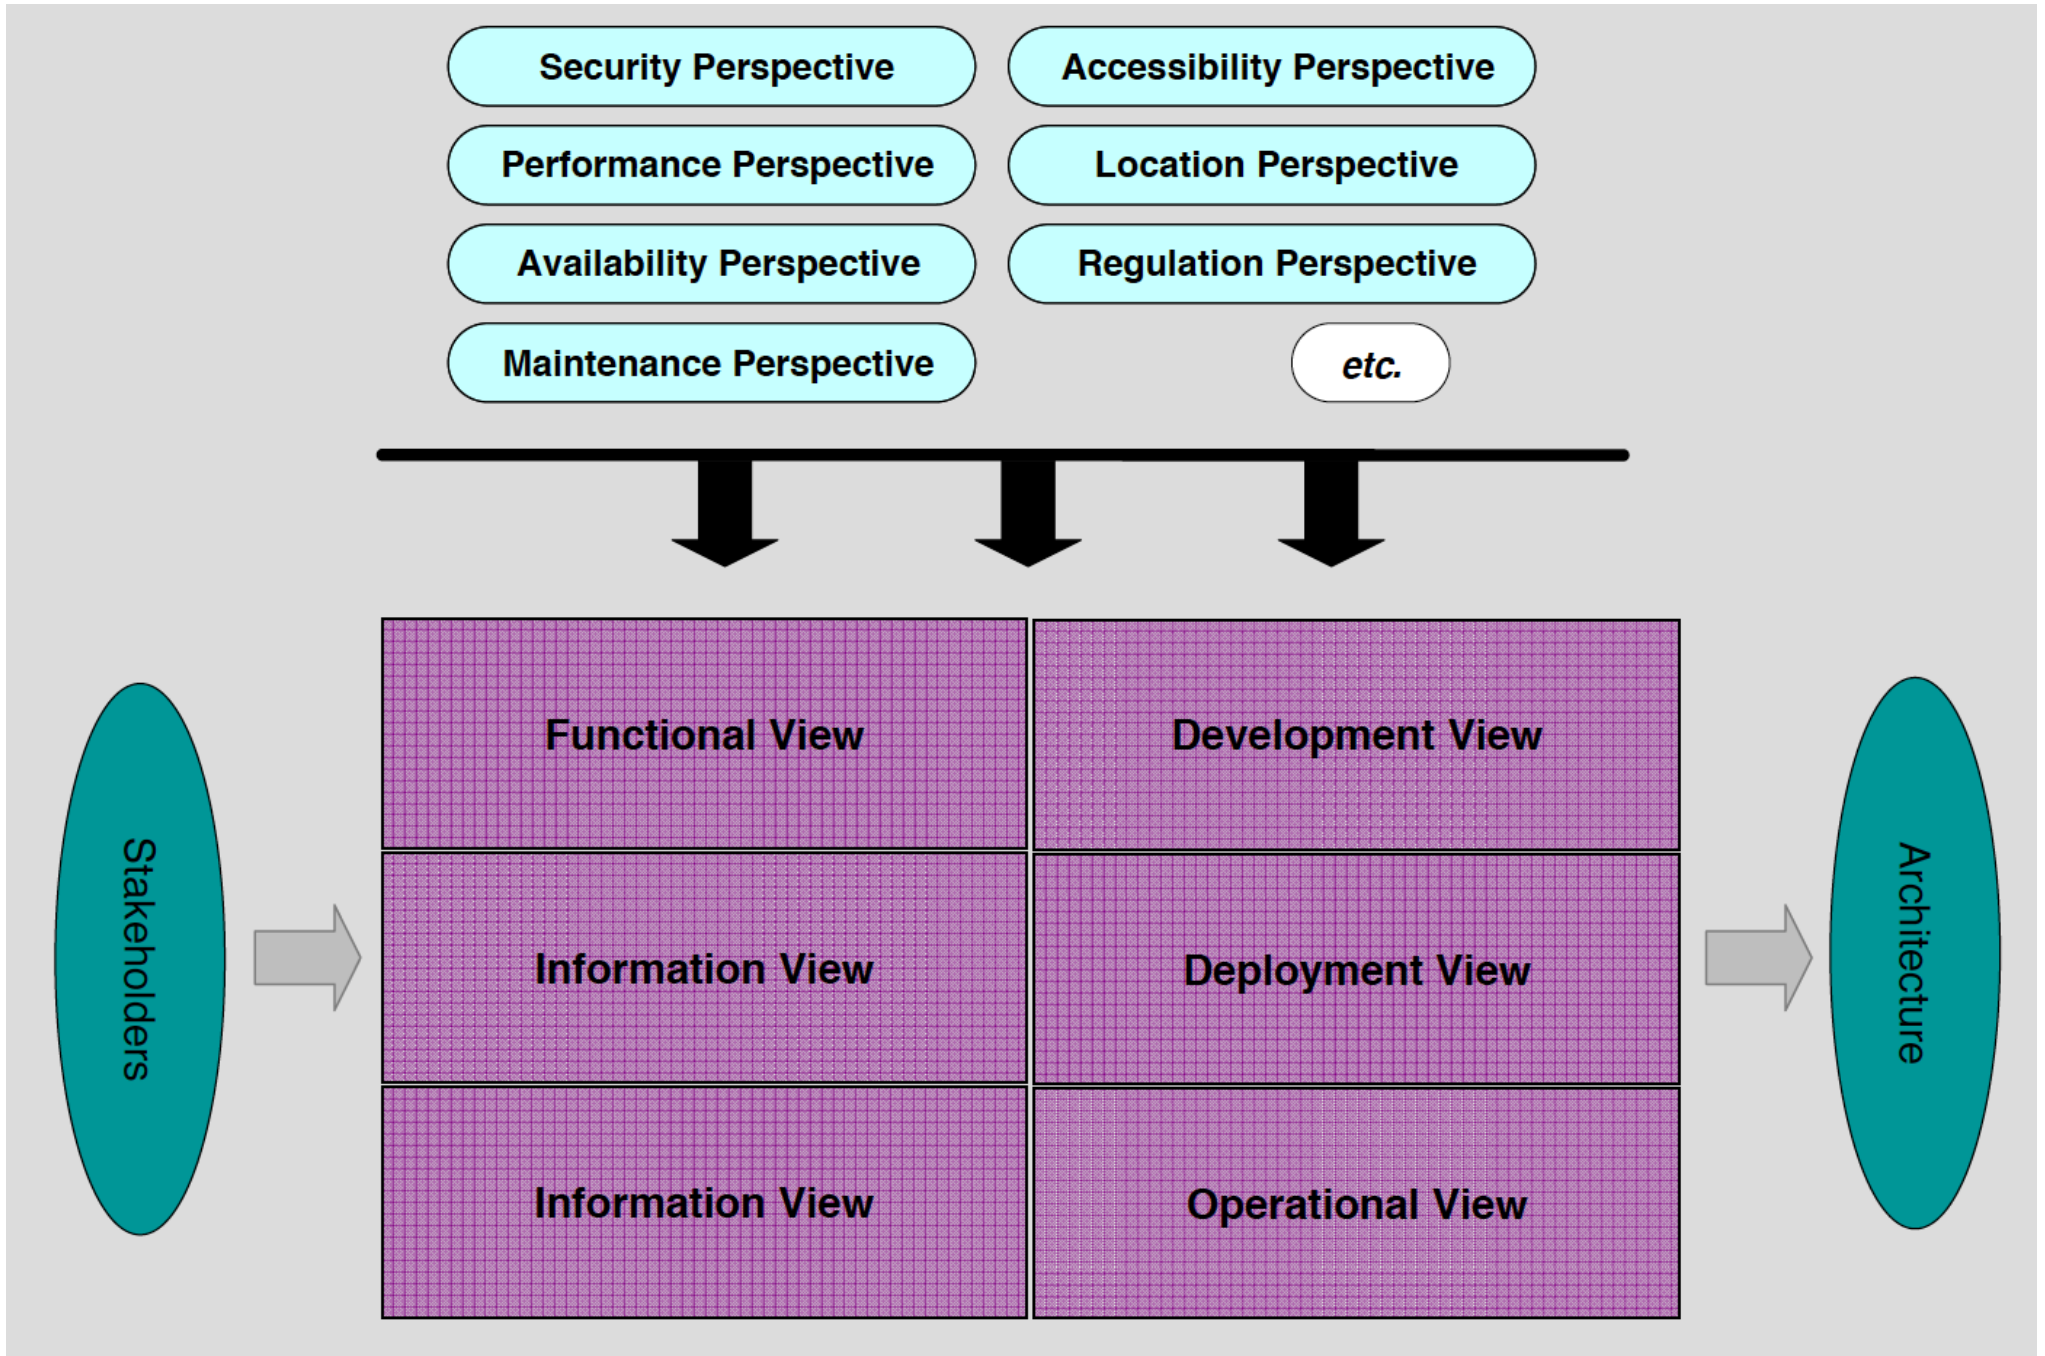 Security Perspective
Accessibility Perspective
Performance Perspective
Location Perspective
Availability Perspective
Regulation Perspective
Maintenance Perspective
etc.
Functional View
Development View
Stakeholders
Information View
Deployment View
Architecture
Information View
Operational View